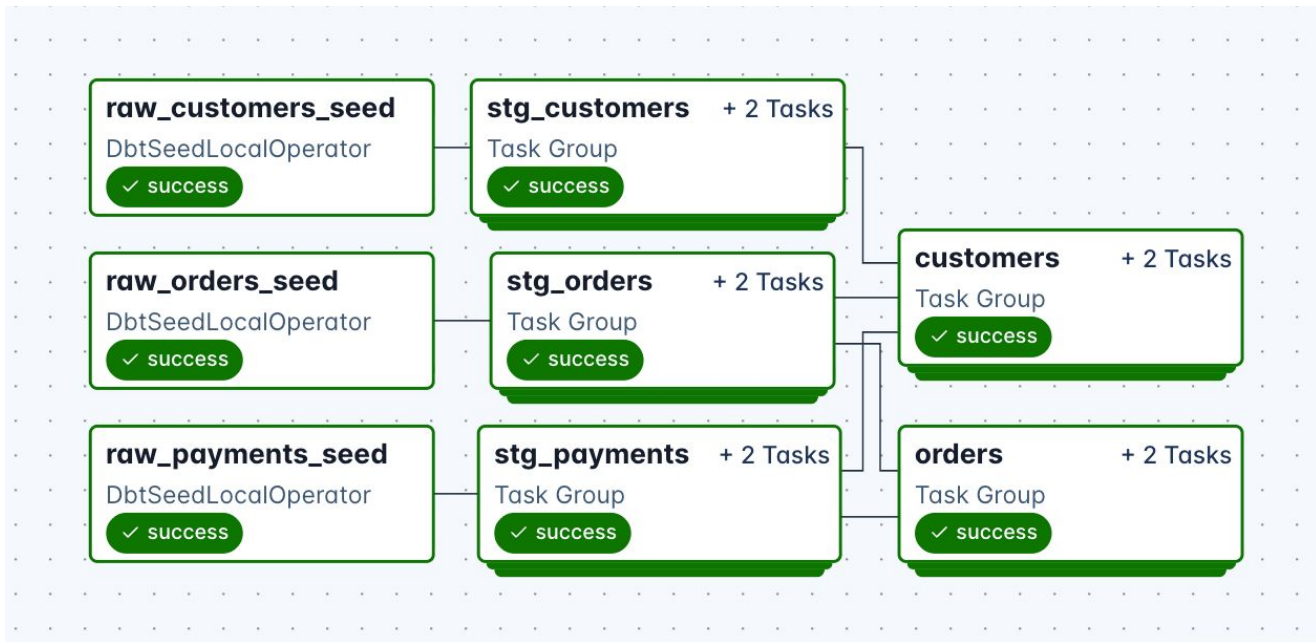 raw_customers_seed
DbtSeedLocalOperator
✓ success
stg_customers + 2 Tasks
Task Group
✓ success
raw_orders_seed
DbtSeedLocalOperator
✓ success
stg_orders + 2 Tasks
Task Group
✓ success
raw_payments_seed
DbtSeedLocalOperator
✓ success
stg_payments + 2 Tasks
Task Group
✓ success
customers + 2 Tasks
Task Group
✓ success
orders + 2 Tasks
Task Group
✓ success